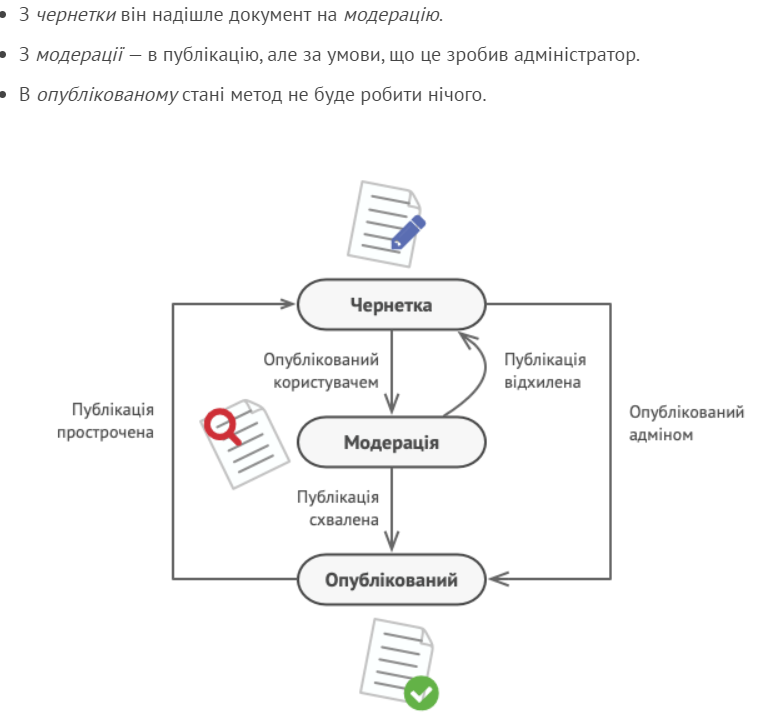 З чернетки він надішле документ на модерацію.
З модерації — в публікацію, але за умови, що це зробив адміністратор.
В опублікованому стані метод не буде робити нічого.
Чернетка
Опублікований
користувачем
Публікація
відхилена
Публікація
прострочена
Опублікований
адміном
Модерація
Публікація
схвалена
Опублікований